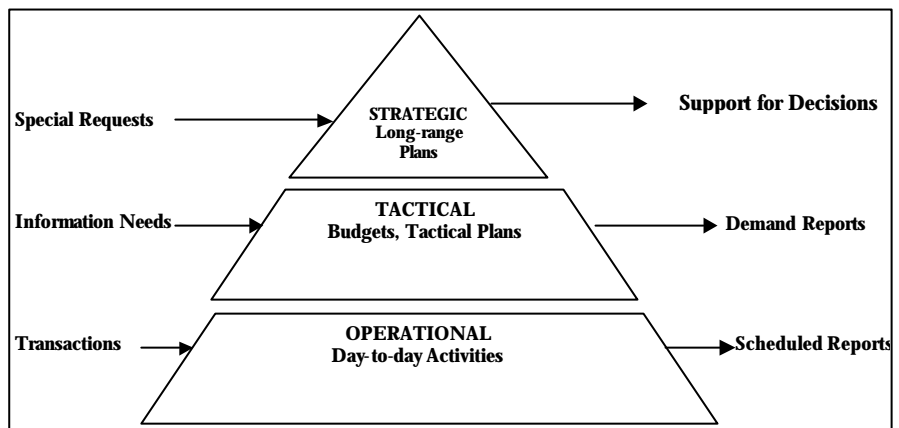 Special Requests
STRATEGIC
Long-range
Plans
Support for Decisions
Information Needs
TACTICAL
Budgets, Tactical Plans
Demand Reports
Transactions
OPERATIONAL
Day-to-day Activities
Scheduled Reports